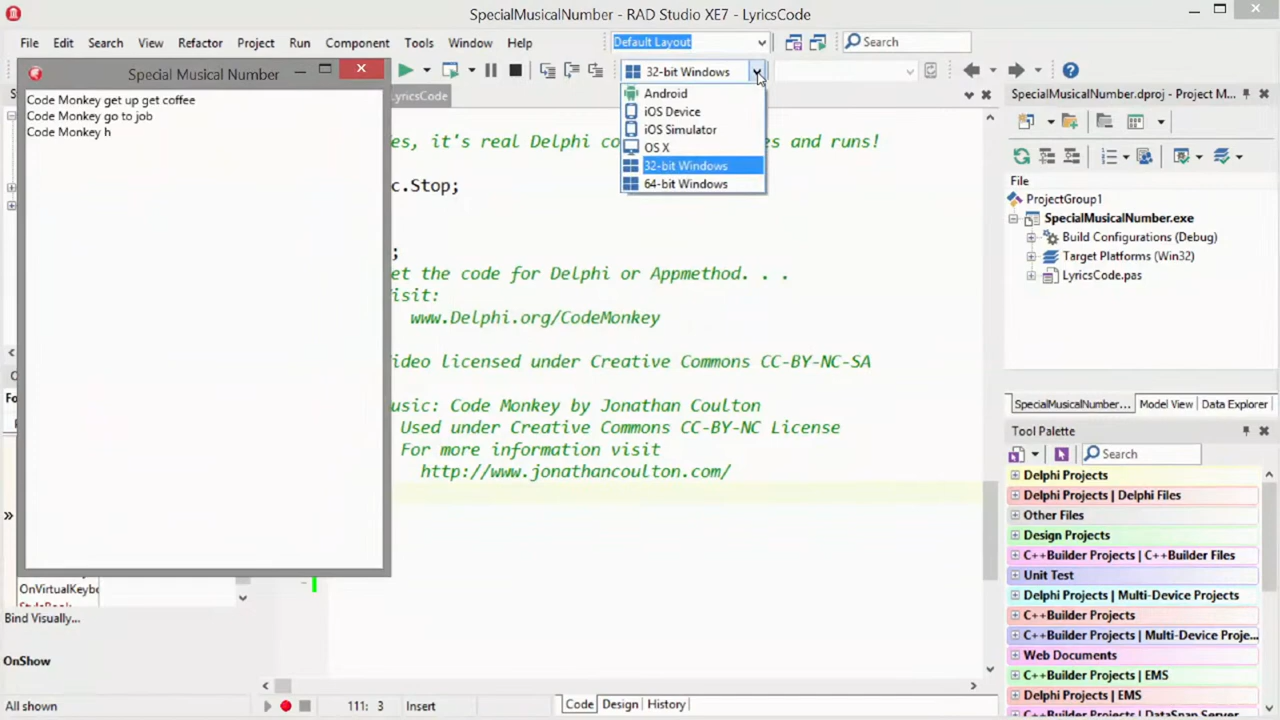 SpecialMusicalNumber - RAD Studio XE7 - LyricsCode
File Edit Search View Refactor Project Run Component Tools Window Help
Default Layout
Search
Special Musical Number
Code Monkey get up get coffee
Code Monkey go to job
Code Monkey h
32-bit Windows
Android
iOS Device
iOS Simulator
OS X
32-bit Windows
64-bit Windows
LyricsCode
es, it's real Delphi co
es and runs!
c.Stop;
;
et the code for Delphi or Appmethod. . .
isit:
www.Delphi.org/CodeMonkey
ideo licensed under Creative Commons CC-BY-NC-SA
usic: Code Monkey by Jonathan Coulton
Used under Creative Commons CC-BY-NC License
For more information visit
http://www.jonathancoulton.com/
OnVirtualKeybo
Bind Visually...
OnShow
All shown
111: 3
Insert
Code Design History
SpecialMusicalNumber.dproj - Project M...
File
ProjectGroup1
SpecialMusicalNumber.exe
Build Configurations (Debug)
Target Platforms (Win32)
LyricsCode.pas
SpecialMusicalNumber... Model View Data Explorer
Tool Palette
Search
Delphi Projects
Delphi Projects | Delphi Files
Other Files
Design Projects
C++Builder Projects | C++Builder Files
Unit Test
Delphi Projects | Multi-Device Projects
C++Builder Projects
C++Builder Projects | Multi-Device Proje...
Web Documents
C++Builder Projects | EMS
Delphi Projects | EMS
C++Builder Projects | DataSnap Server